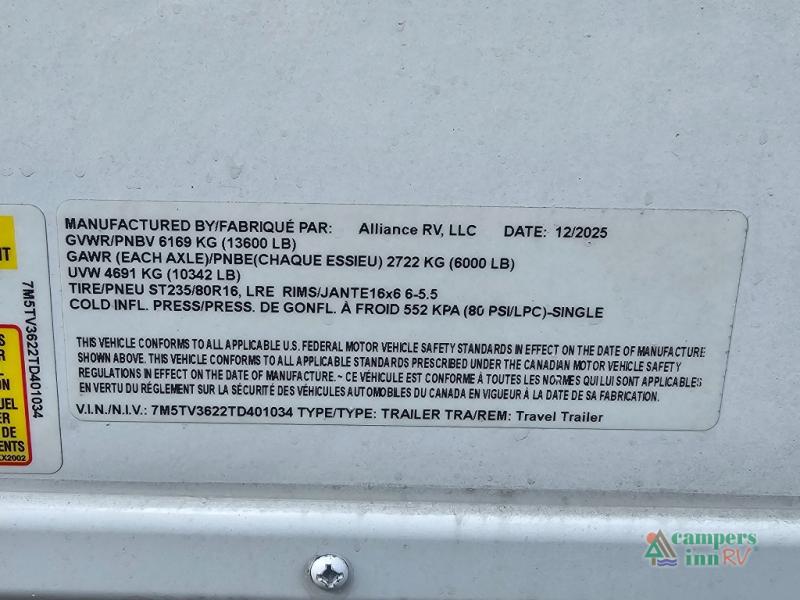 MANUFACTURED BY/FABRIQUÉ PAR: Alliance RV, LLC DATE: 12/2025
GVWR/PNBV 6169 KG (13600 LB)
GAWR (EACH AXLE)/PNBE(CHAQUE ESSIEU) 2722 KG (6000 LB)
UVW 4691 KG (10342 LB)
TIRE/PNEU ST235/80R16, LRE RIMS/JANTE16x6 6-5.5
COLD INFL. PRESS/PRESS. DE GONFL. À FROID 552 KPA (80 PSI/LPC)-SINGLE
THIS VEHICLE CONFORMS TO ALL APPLICABLE U.S. FEDERAL MOTOR VEHICLE SAFETY STANDARDS IN EFFECT ON THE DATE OF MANUFACTURE
SHOWN ABOVE. THIS VEHICLE CONFORMS TO ALL APPLICABLE STANDARDS PRESCRIBED UNDER THE CANADIAN MOTOR VEHICLE SAFETY
REGULATIONS IN EFFECT ON THE DATE OF MANUFACTURE.~ CE VÉHICULE EST CONFORME À TOUTES LES NORMES QUI LUI SONT APPLICABLES
EN VERTU DU RÈGLEMENT SUR LA SÉCURITÉ DES VÉHICULES AUTOMOBILES DU CANADA EN VIGUEUR À LA DATE DE SA FABRICATION.
V.I.N./N.I.V.: 7M5TV3622TD401034 TYPE/TYPE: TRAILER TRA/REM: Travel Trailer
7M5TV3622TD401034
NT
S
R
ON
UEL
ER
DE
ENTS
XX2002
campers
inn RV